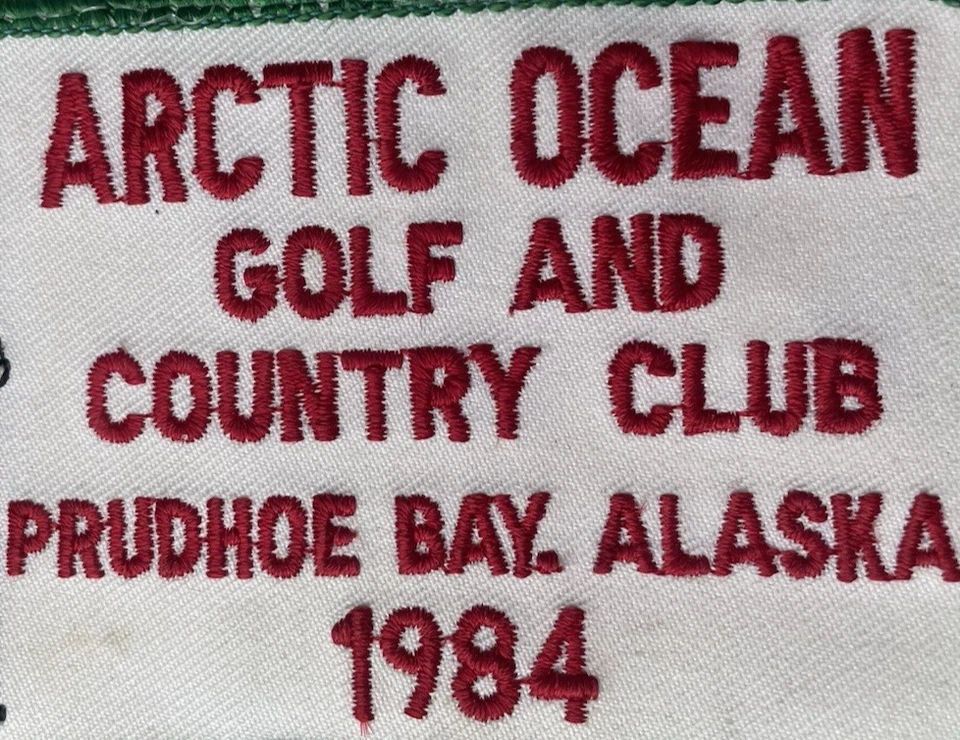 ARCTIC OCEAN
GOLF AND
COUNTRY CLUB
PRUDHOE BAY. ALASKA
1984